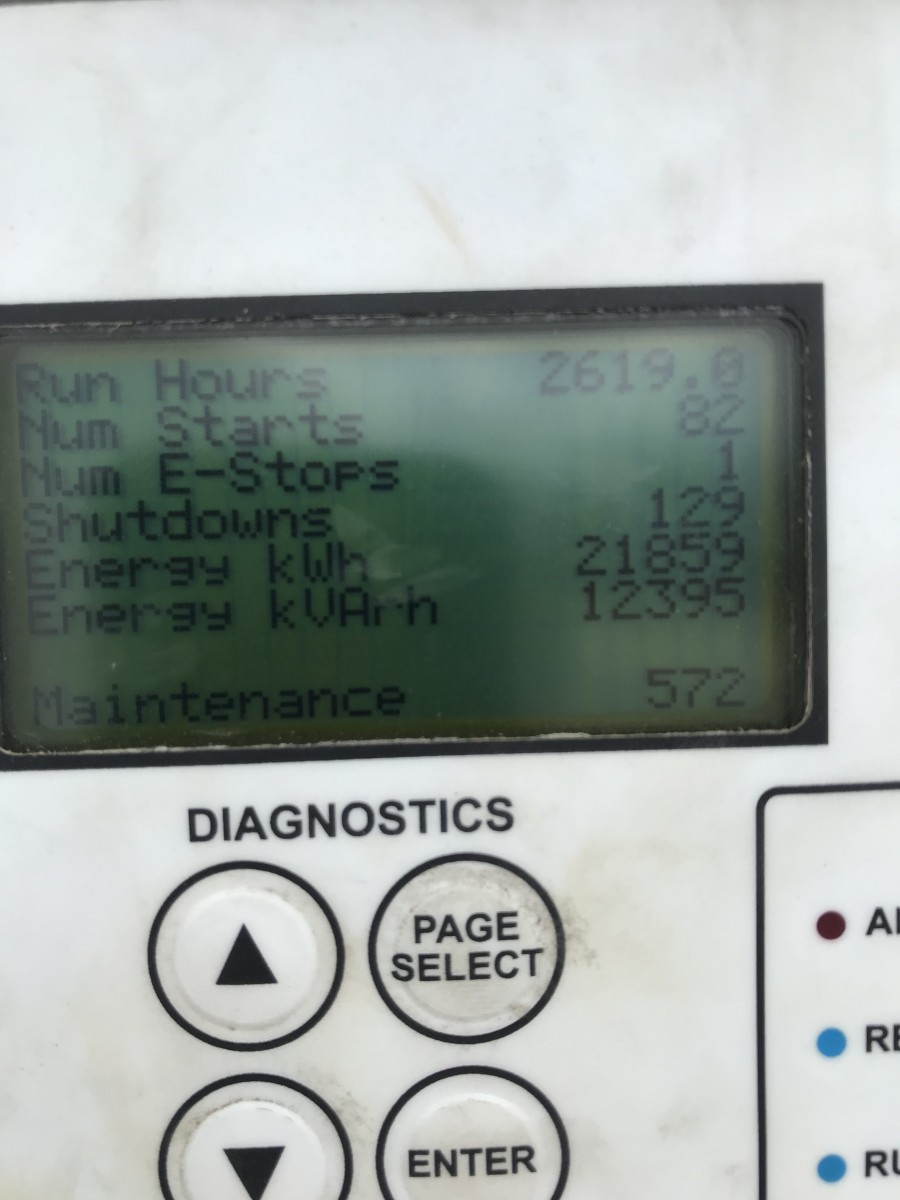 Run Hours 2619.0
Num Starts 82
Num E-Stops 1
Shutdowns 129
Energy kWh 21859
Energy kVArh 12395
Maintenance 572
DIAGNOSTICS
PAGE
SELECT
ENTER